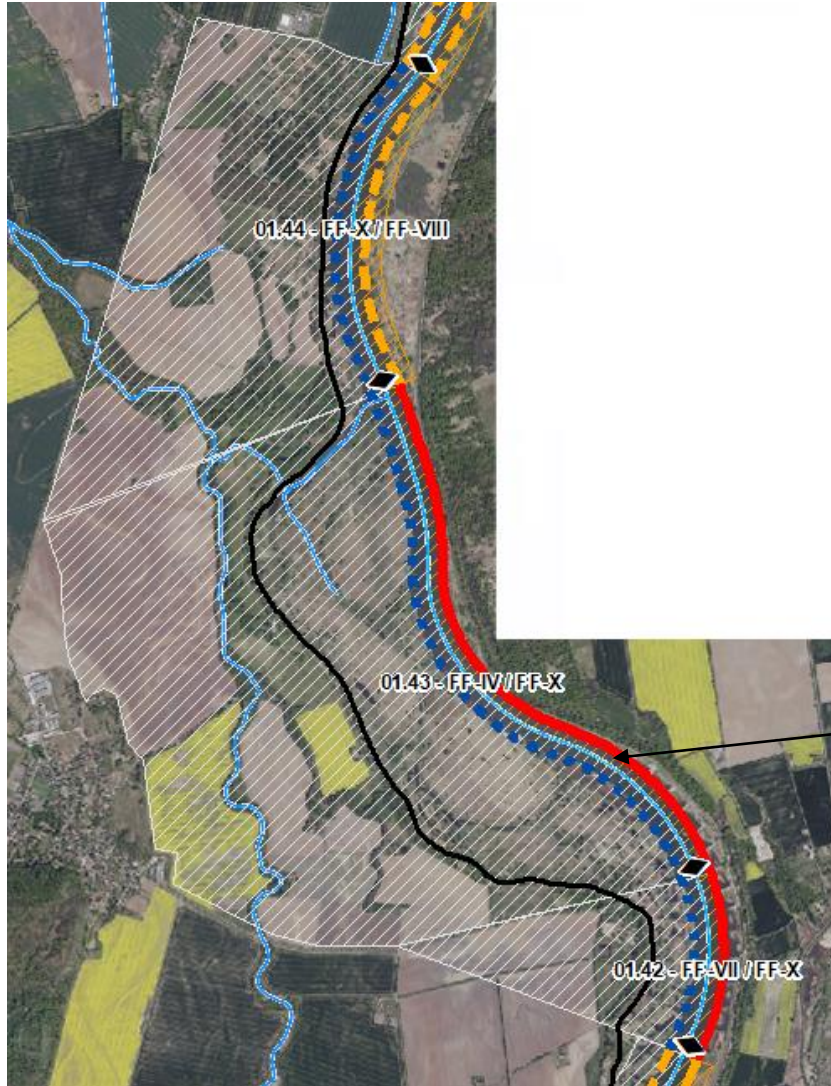 01.44 - FF-X / FF-VIII
01.43 - FF-IV / FF-X
01.42 - FF-VII / FF-X